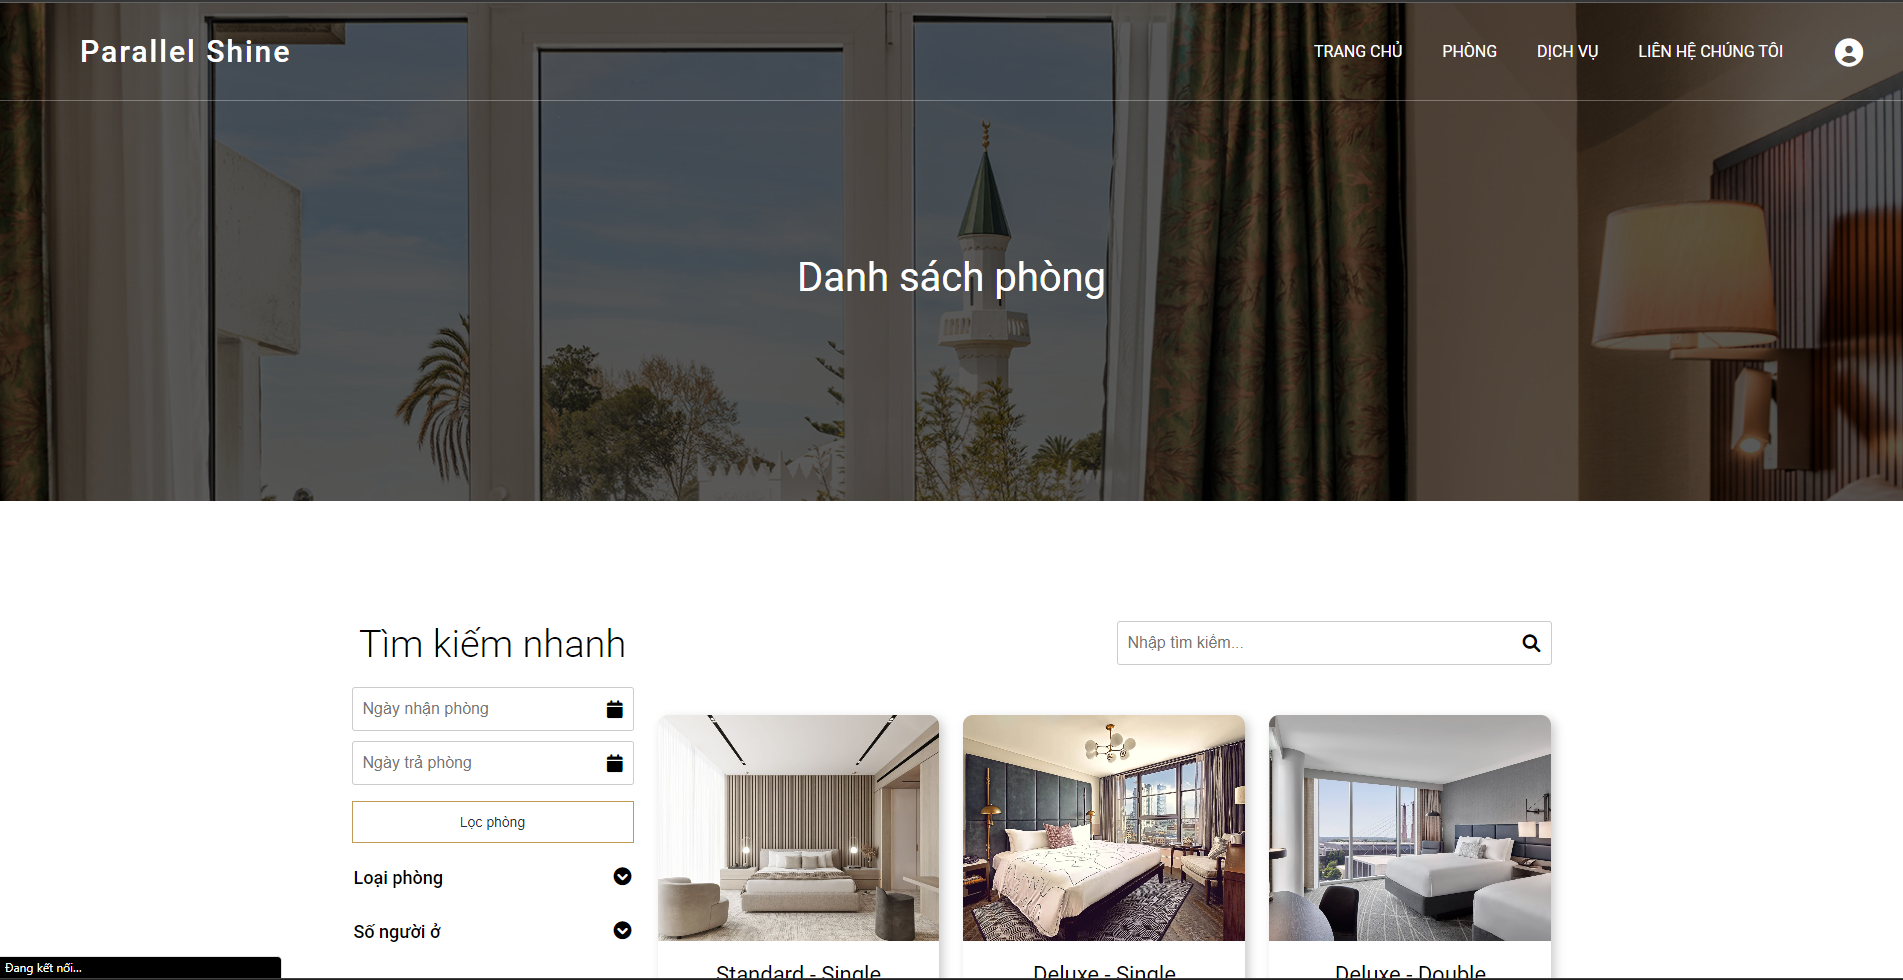 Parallel Shine
TRANG CHỦ
PHÒNG
DỊCH VỤ
LIÊN HỆ CHÚNG TÔI
Danh sách phòng
Tìm kiếm nhanh
Nhập tìm kiếm...
Ngày nhận phòng
Ngày trả phòng
Lọc phòng
Loại phòng
Số người ở
Standard - Single
Deluxe - Single
Deluxe - Double
Đang kết nối...